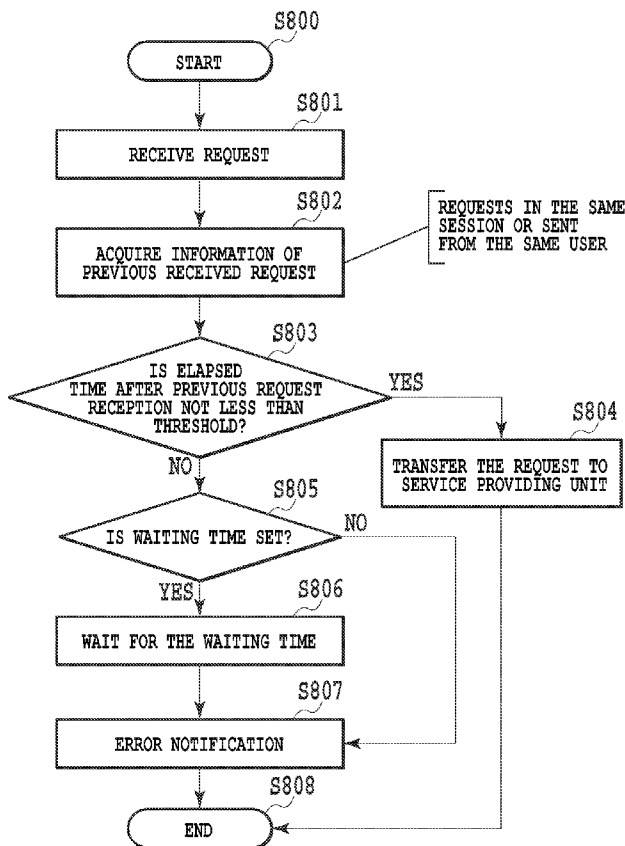 S800
START
S801
RECEIVE REQUEST
S802
ACQUIRE INFORMATION OF
PREVIOUS RECEIVED REQUEST
REQUESTS IN THE SAME
SESSION OR SENT
FROM THE SAME USER
S803
IS ELAPSED
TIME AFTER PREVIOUS REQUEST
RECEPTION NOT LESS THAN
THRESHOLD?
YES
S804
TRANSFER THE REQUEST TO
SERVICE PROVIDING UNIT
NO
S805
IS WAITING TIME SET?
NO
YES
S806
WAIT FOR THE WAITING TIME
S807
ERROR NOTIFICATION
S808
END